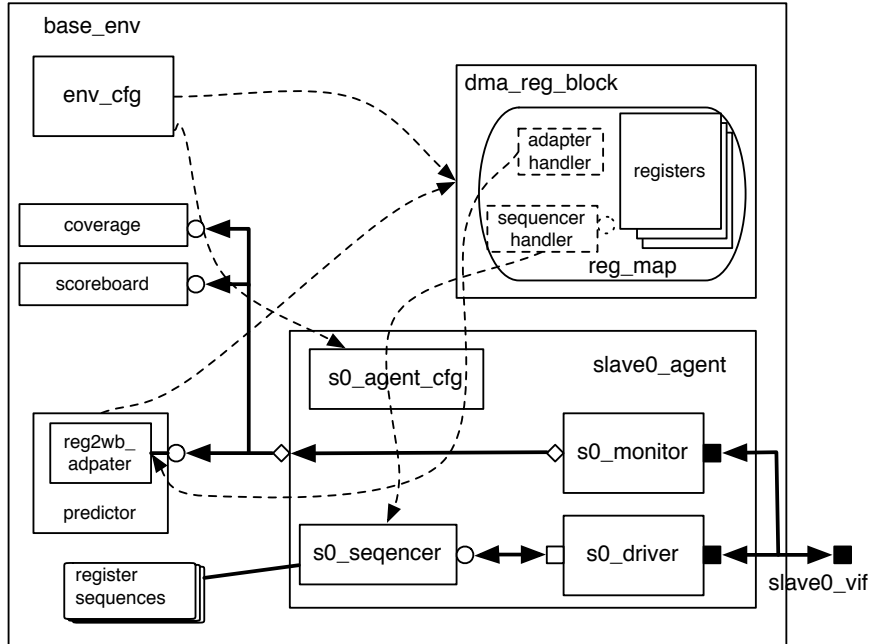 base_env
env_cfg
dma_reg_block
adapter
handler
registers
sequencer
handler
reg_map
coverage
scoreboard
s0_agent_cfg
slave0_agent
reg2wb_
adpater
predictor
s0_monitor
s0_seqencer
s0_driver
slave0_vif
register
sequences